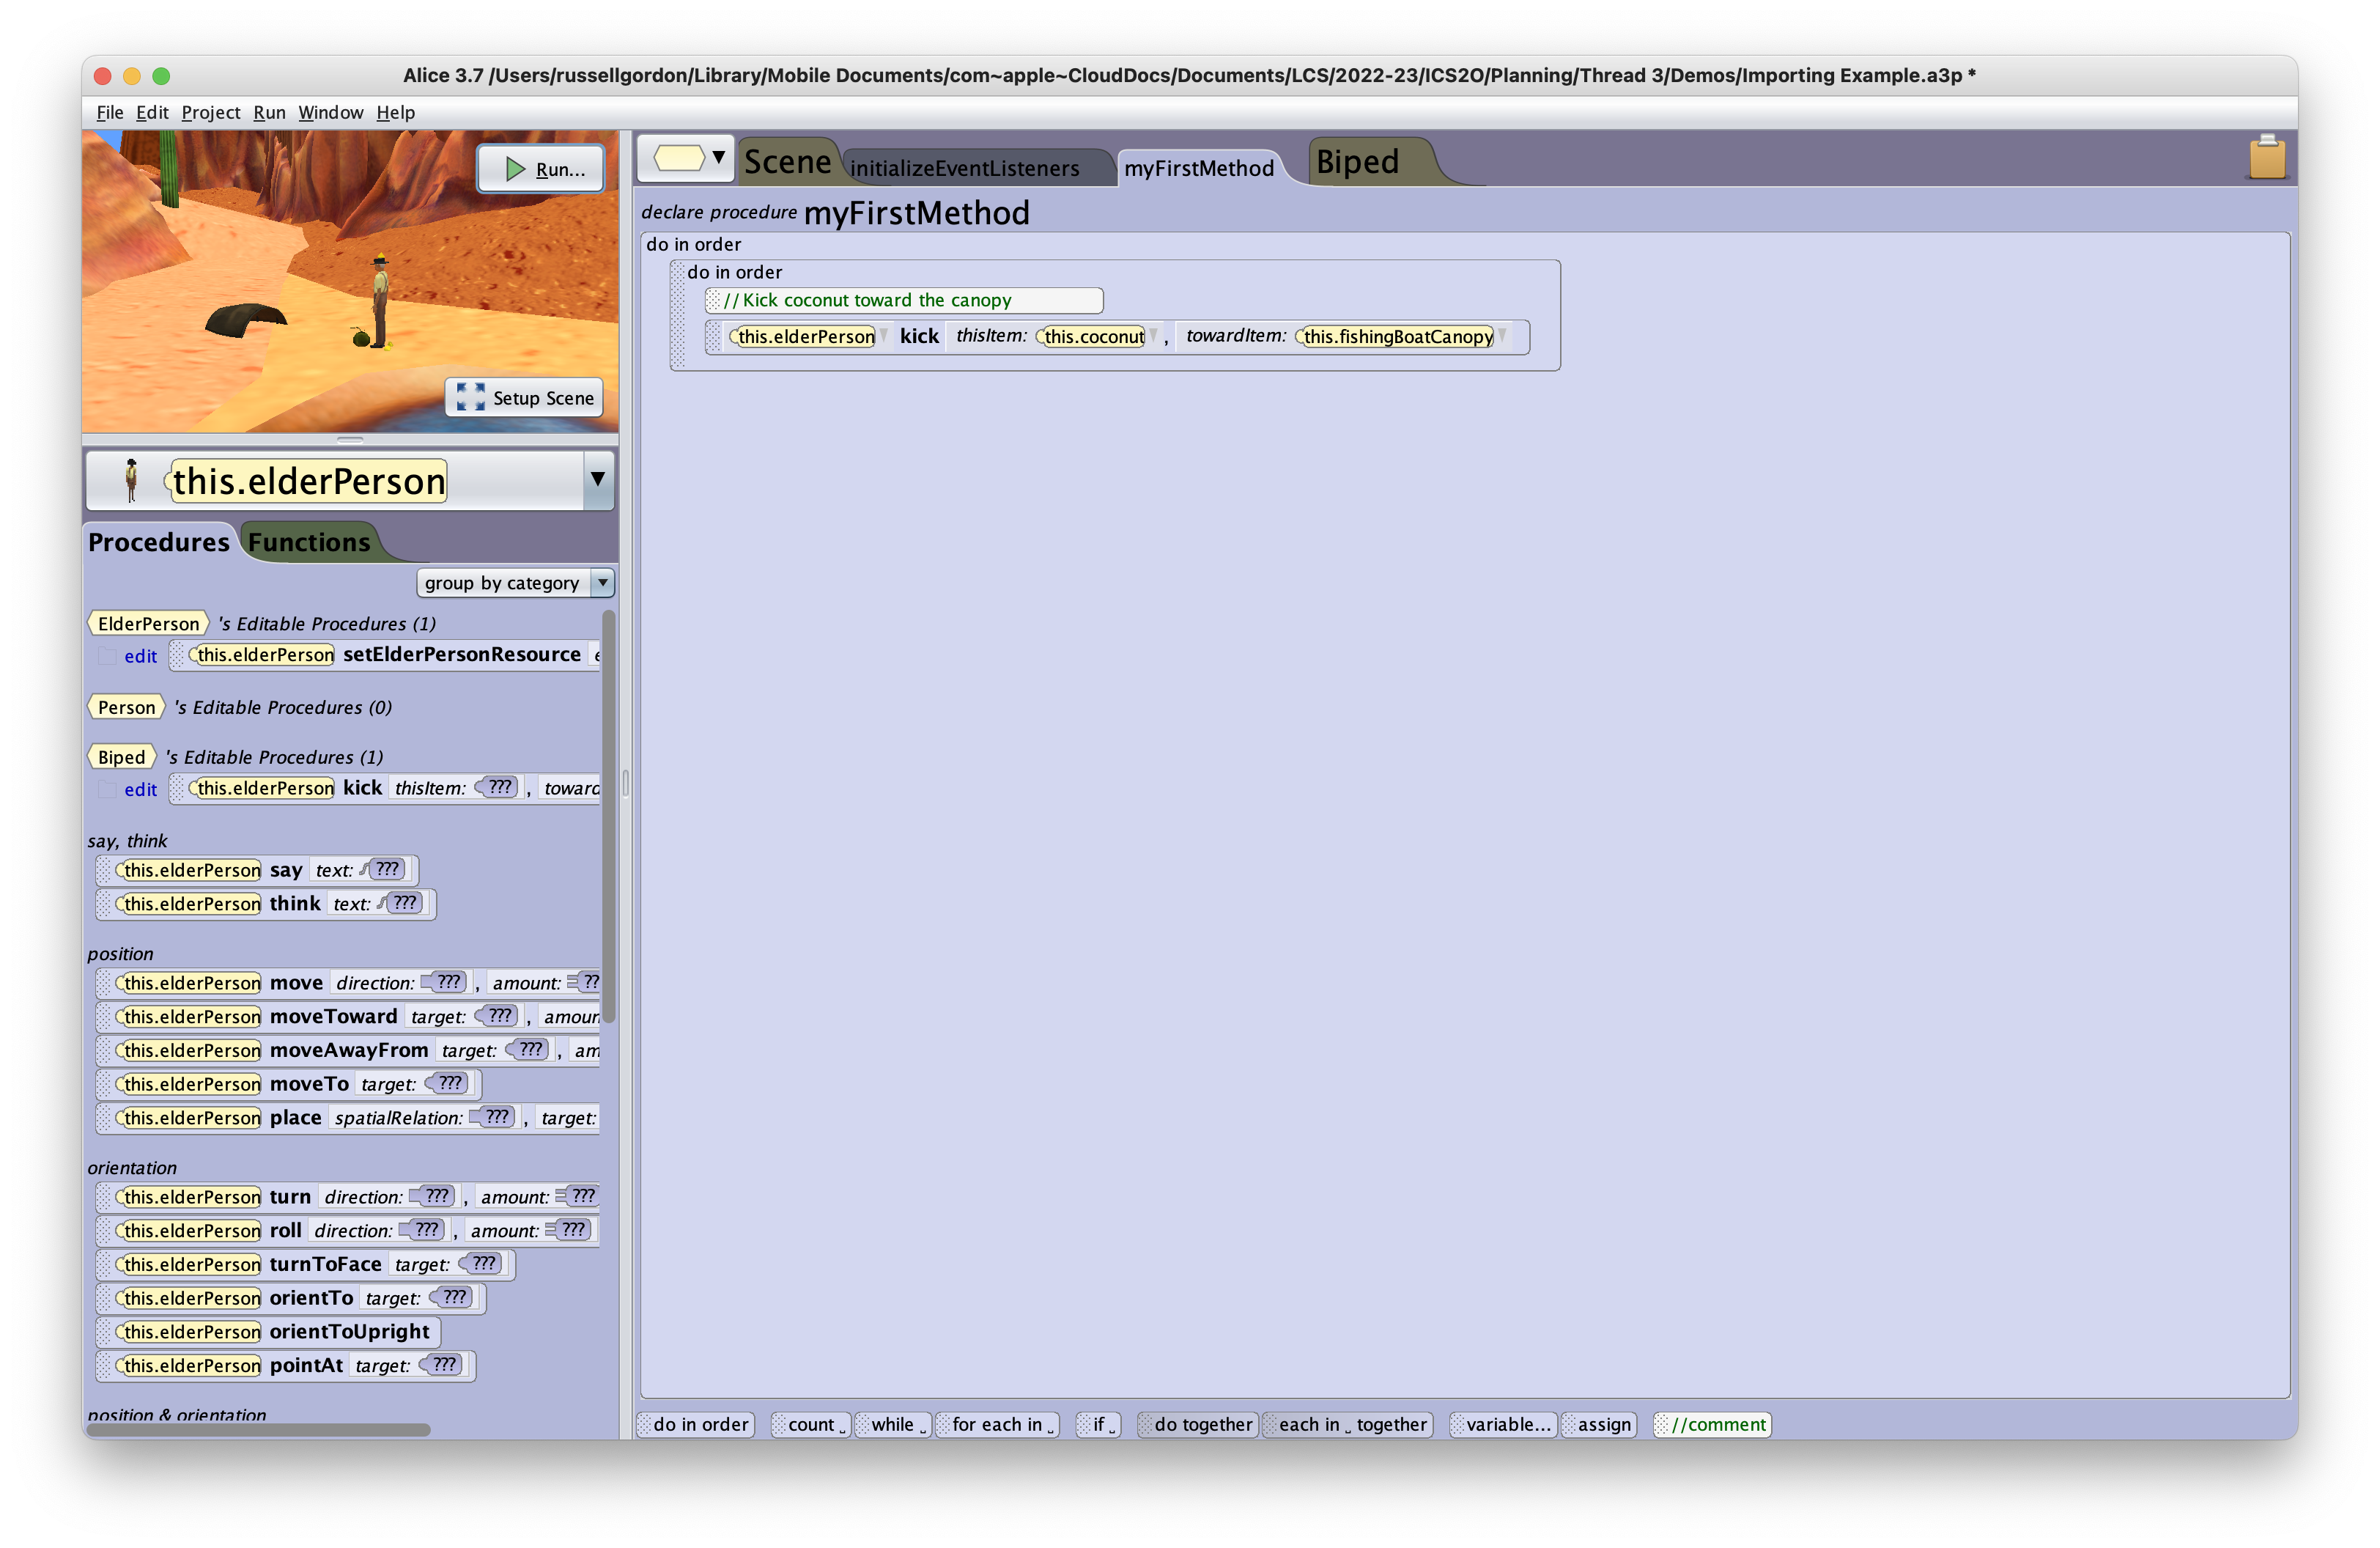 Alice 3.7 /Users/russellgordon/Library/Mobile Documents/com~apple~CloudDocs/Documents/LCS/2022-23/ICS2O/Planning/Thread 3/Demos/Importing Example.a3p *
File Edit Project Run Window Help
Run...
Setup Scene
this.elderPerson
Procedures Functions
group by category
ElderPerson 's Editable Procedures (1)
edit this.elderPerson setElderPersonResource
Person 's Editable Procedures (0)
Biped 's Editable Procedures (1)
edit this.elderPerson kick thisItem: ??? , toward
say, think
this.elderPerson say text: ???
this.elderPerson think text: ???
position
this.elderPerson move direction: ??? , amount: ??
this.elderPerson moveToward target: ??? , amoun
this.elderPerson moveAwayFrom target: ??? , am
this.elderPerson moveTo target: ???
this.elderPerson place spatialRelation: ??? , target:
orientation
this.elderPerson turn direction: ??? , amount: ???
this.elderPerson roll direction: ??? , amount: ???
this.elderPerson turnToFace target: ???
this.elderPerson orientTo target: ???
this.elderPerson orientToUpright
this.elderPerson pointAt target: ???
position & orientation
Scene initializeEventListeners myFirstMethod Biped
declare procedure myFirstMethod
do in order
do in order
//Kick coconut toward the canopy
this.elderPerson kick thisItem: this.coconut , towardItem: this.fishingBoatCanopy
do in order count while for each in if do together each in together variable... assign //comment